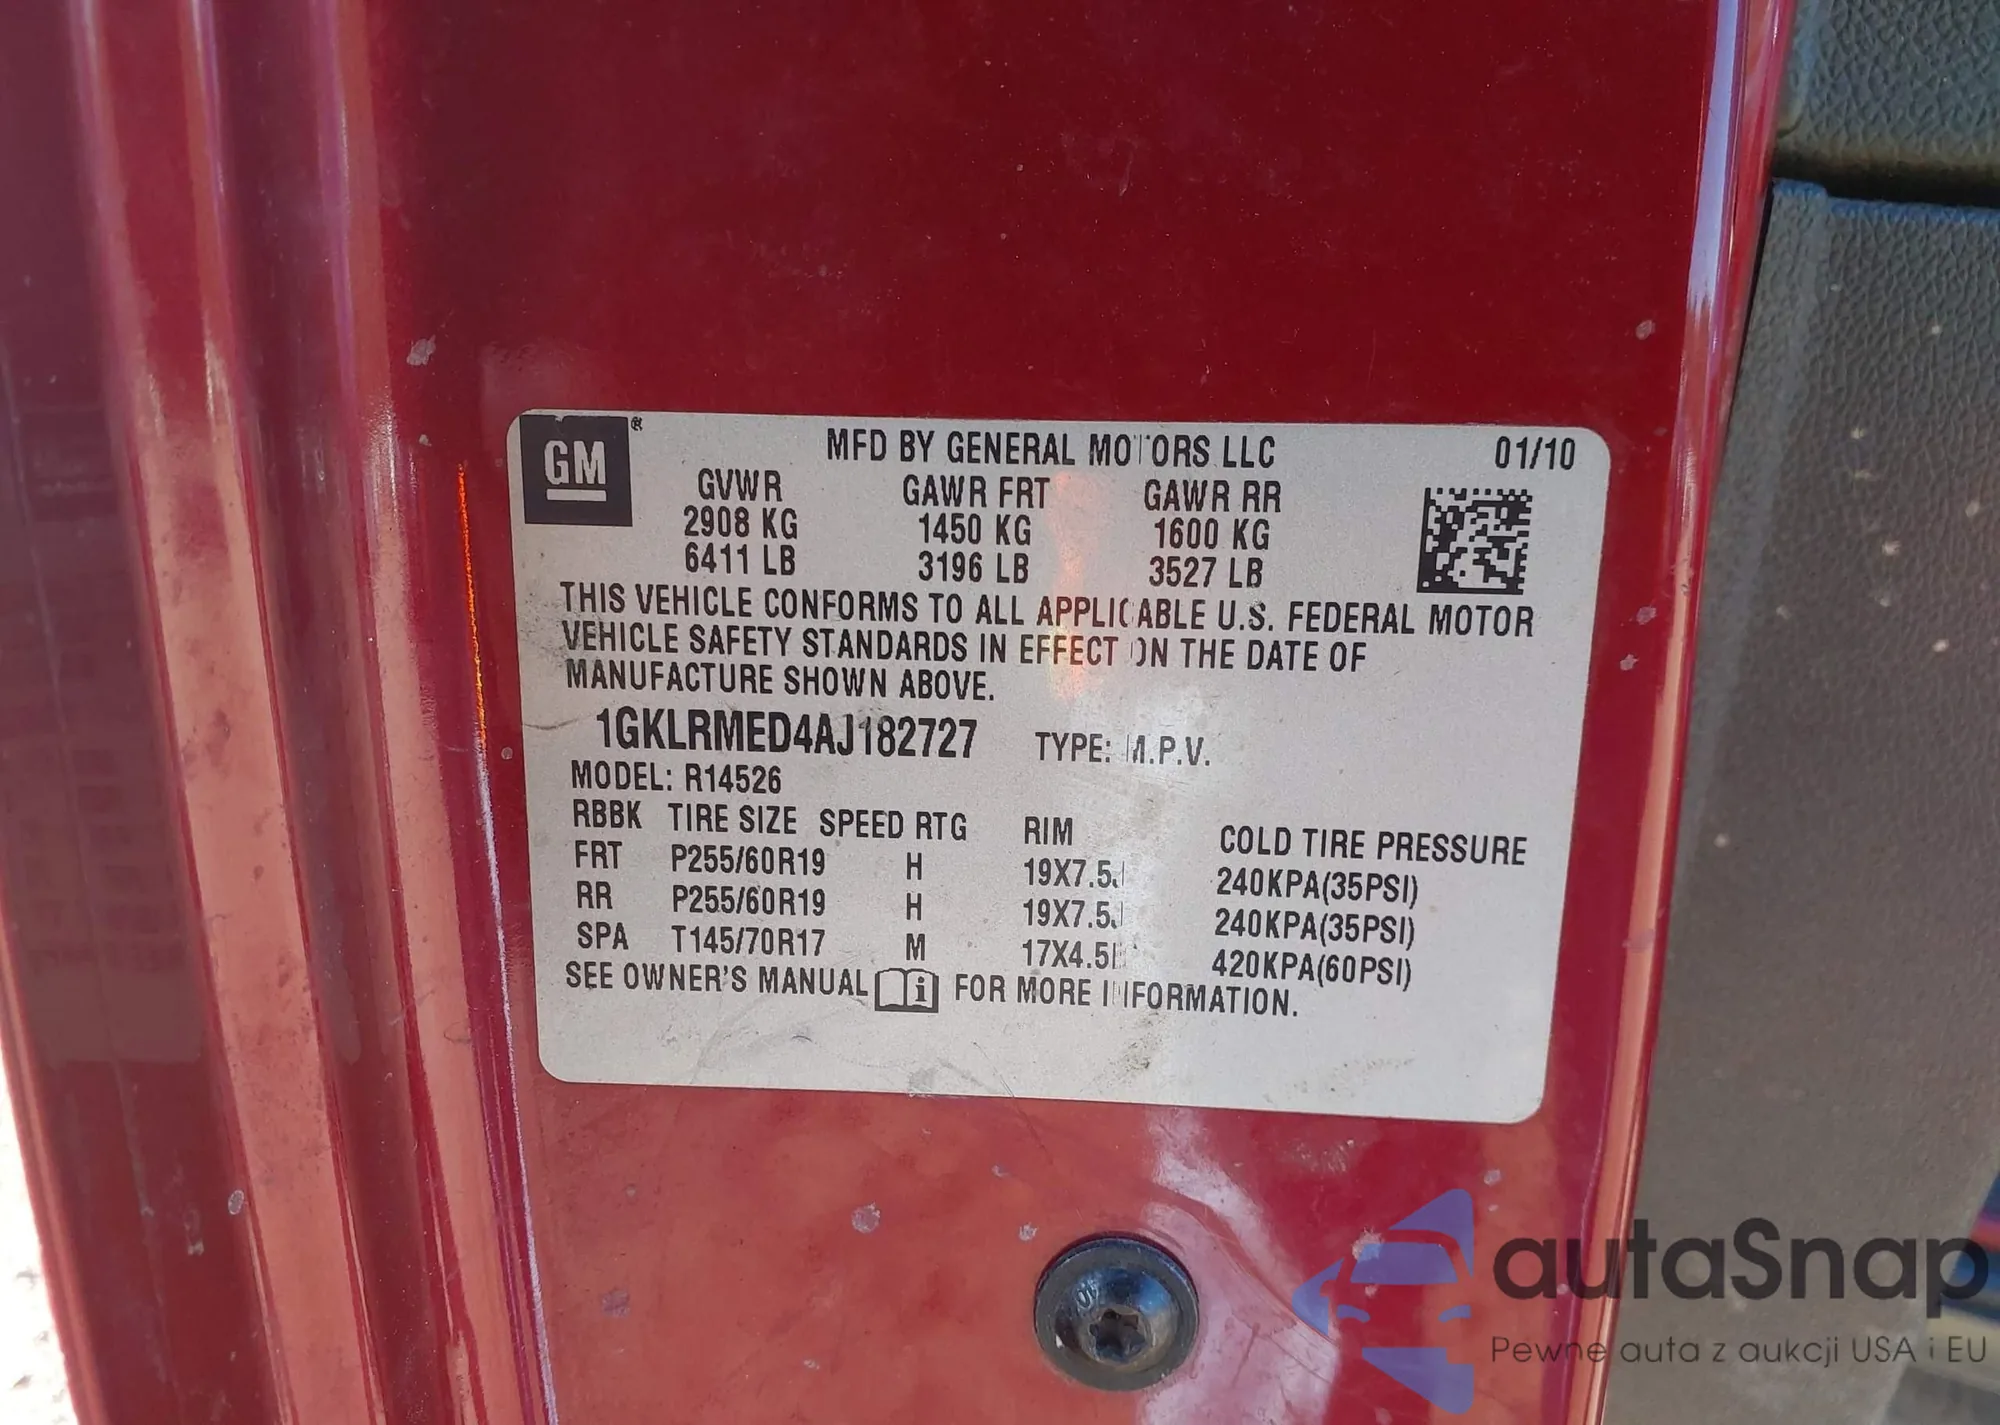 GM®
MFD BY GENERAL MOTORS LLC 01/10
GVWR GAWR FRT GAWR RR
2908 KG 1450 KG 1600 KG
6411 LB 3196 LB 3527 LB
THIS VEHICLE CONFORMS TO ALL APPLICABLE U.S. FEDERAL MOTOR
VEHICLE SAFETY STANDARDS IN EFFECT ON THE DATE OF
MANUFACTURE SHOWN ABOVE.
1GKLRMED4AJ182727 TYPE: M.P.V.
MODEL: R14526
RBBK TIRE SIZE SPEED RTG RIM COLD TIRE PRESSURE
FRT P255/60R19 H 19X7.5J 240KPA(35PSI)
RR P255/60R19 H 19X7.5J 240KPA(35PSI)
SPA T145/70R17 M 17X4.5 420KPA(60PSI)
SEE OWNER'S MANUAL i FOR MORE INFORMATION.
autaSnap
Pewne auta z aukcji USA i EU